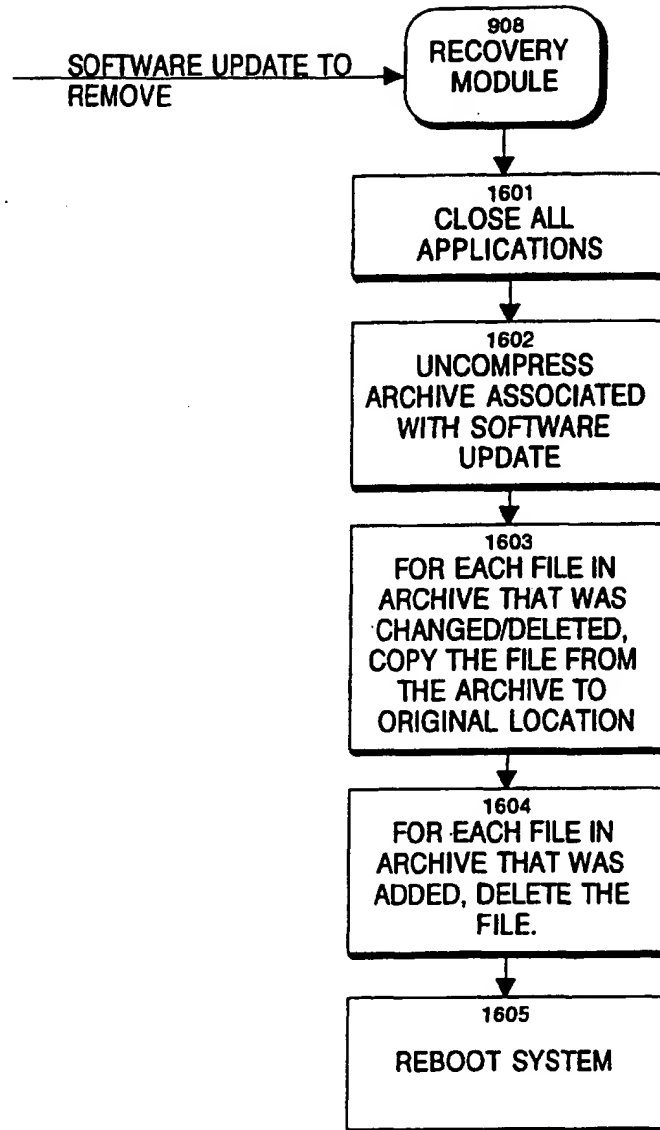 908
RECOVERY
MODULE
SOFTWARE UPDATE TO
REMOVE
1601
CLOSE ALL
APPLICATIONS
1602
UNCOMPRESS
ARCHIVE ASSOCIATED
WITH SOFTWARE
UPDATE
1603
FOR EACH FILE IN
ARCHIVE THAT WAS
CHANGED/DELETED,
COPY THE FILE FROM
THE ARCHIVE TO
ORIGINAL LOCATION
1604
FOR EACH FILE IN
ARCHIVE THAT WAS
ADDED, DELETE THE
FILE.
1605
REBOOT SYSTEM